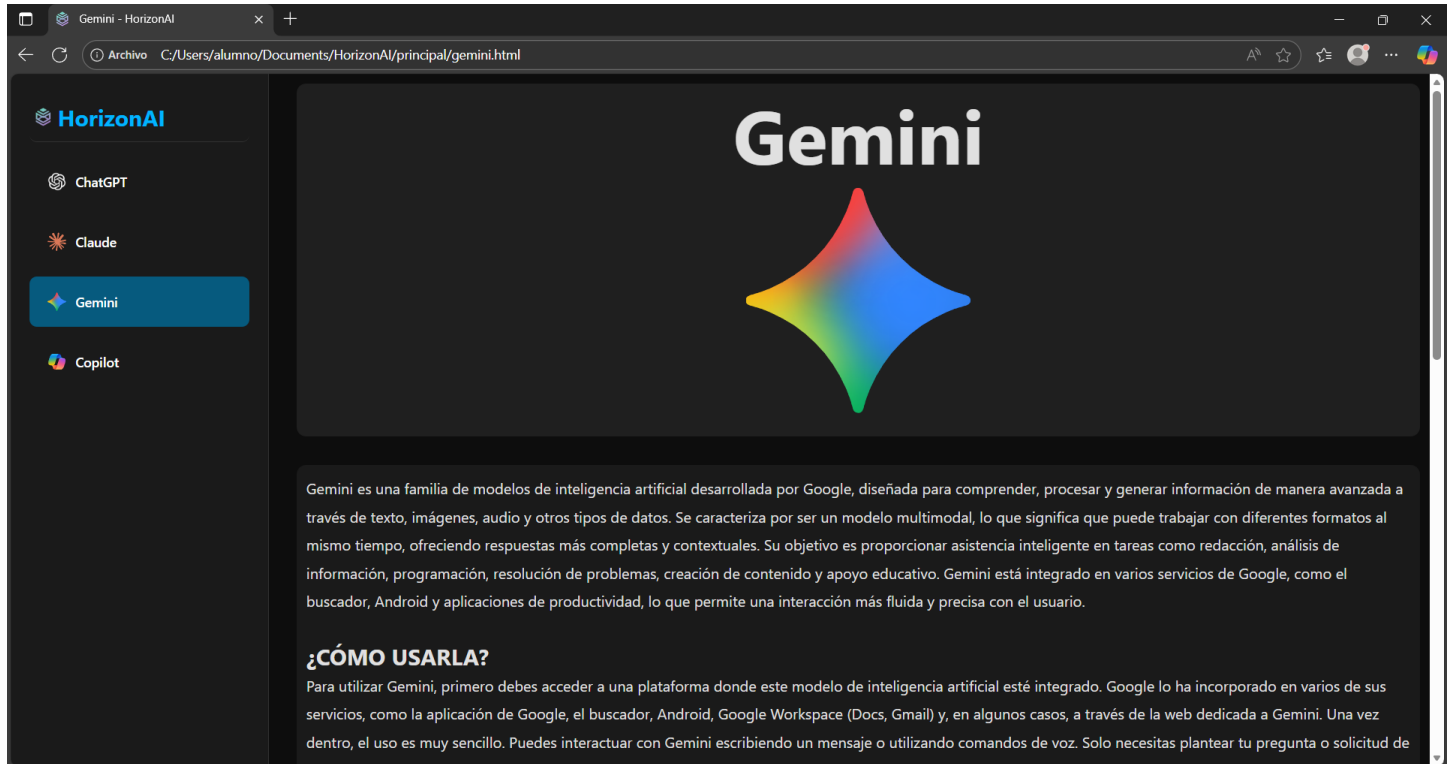 Gemini - HorizonAI
Archivo C:/Users/alumno/Documents/HorizonAI/principal/gemini.html
HorizonAI
ChatGPT
Claude
Gemini
Copilot
Gemini
Gemini es una familia de modelos de inteligencia artificial desarrollada por Google, diseñada para comprender, procesar y generar información de manera avanzada a
través de texto, imágenes, audio y otros tipos de datos. Se caracteriza por ser un modelo multimodal, lo que significa que puede trabajar con diferentes formatos al
mismo tiempo, ofreciendo respuestas más completas y contextuales. Su objetivo es proporcionar asistencia inteligente en tareas como redacción, análisis de
información, programación, resolución de problemas, creación de contenido y apoyo educativo. Gemini está integrado en varios servicios de Google, como el
buscador, Android y aplicaciones de productividad, lo que permite una interacción más fluida y precisa con el usuario.
¿CÓMO USARLA?
Para utilizar Gemini, primero debes acceder a una plataforma donde este modelo de inteligencia artificial esté integrado. Google lo ha incorporado en varios de sus
servicios, como la aplicación de Google, el buscador, Android, Google Workspace (Docs, Gmail) y, en algunos casos, a través de la web dedicada a Gemini. Una vez
dentro, el uso es muy sencillo. Puedes interactuar con Gemini escribiendo un mensaje o utilizando comandos de voz. Solo necesitas plantear tu pregunta o solicitud de